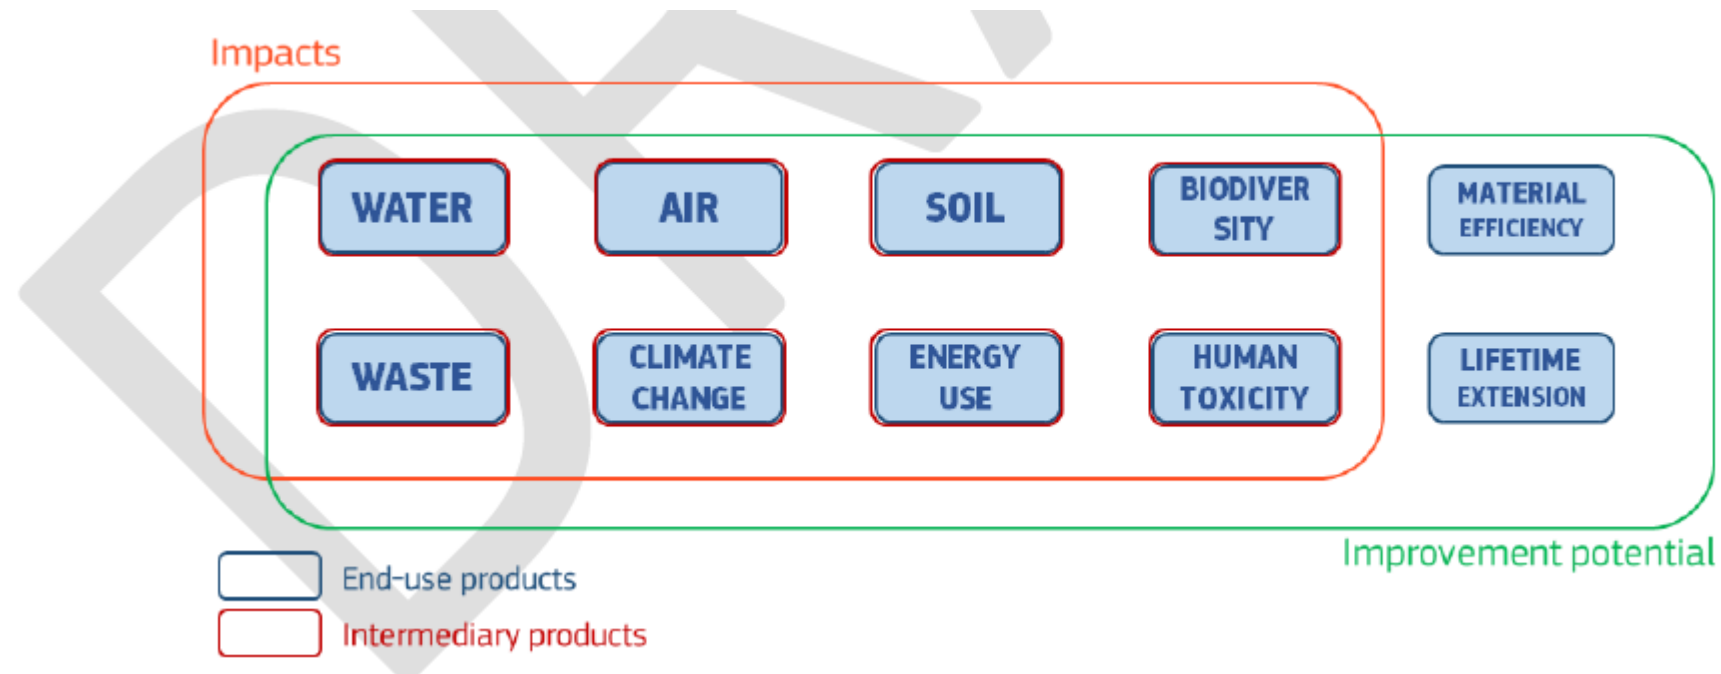 Impacts
WATER
AIR
SOIL
BIODIVER
SITY
MATERIAL
EFFICIENCY
WASTE
CLIMATE
CHANGE
ENERGY
USE
HUMAN
TOXICITY
LIFETIME
EXTENSION
Improvement potential
End-use products
Intermediary products